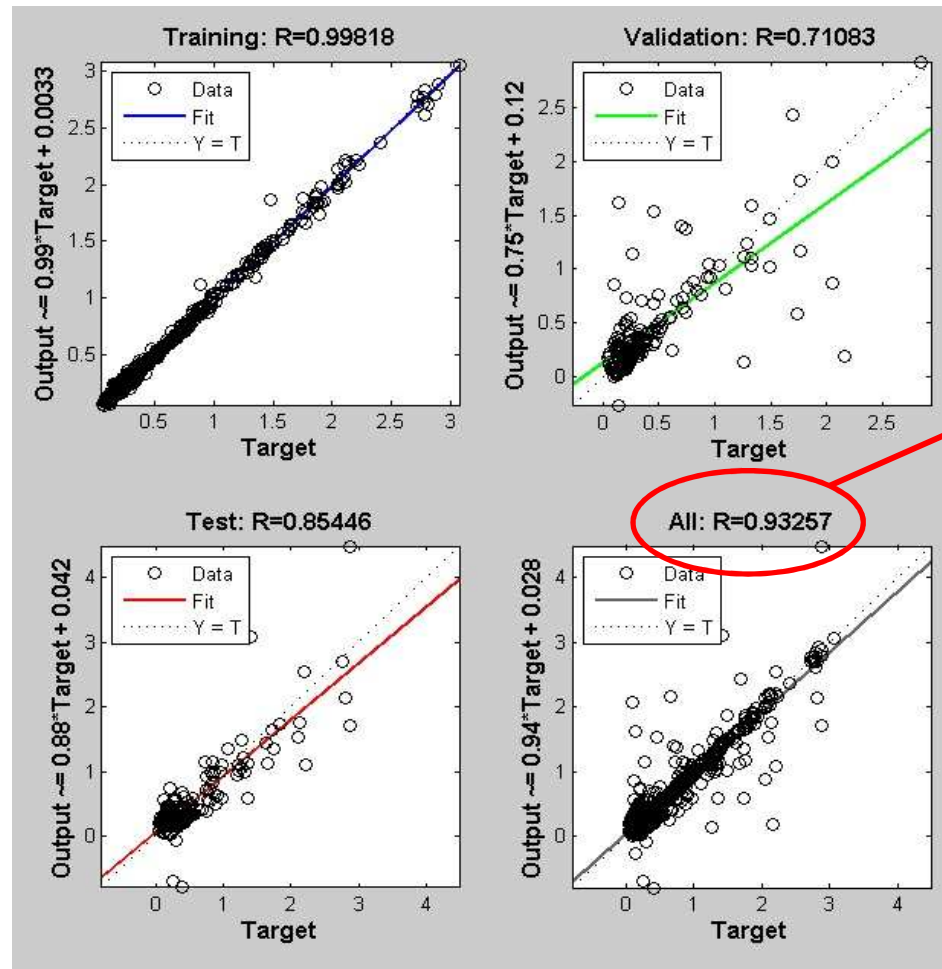 Training: R=0.99818
Output ~= 0.99*Target + 0.0033
3
2.5
2
1.5
1
0.5
Data
Fit
Y = T
0.5 1 1.5 2 2.5 3
Target
Validation: R=0.71083
Output ~= 0.75*Target + 0.12
2.5
2
1.5
1
0.5
0
Data
Fit
Y = T
0 0.5 1 1.5 2 2.5
Target
Test: R=0.85446
Output ~= 0.88*Target + 0.042
4
3
2
1
0
Data
Fit
Y = T
0 1 2 3 4
Target
All: R=0.93257
Output ~= 0.94*Target + 0.028
4
3
2
1
0
Data
Fit
Y = T
0 1 2 3 4
Target